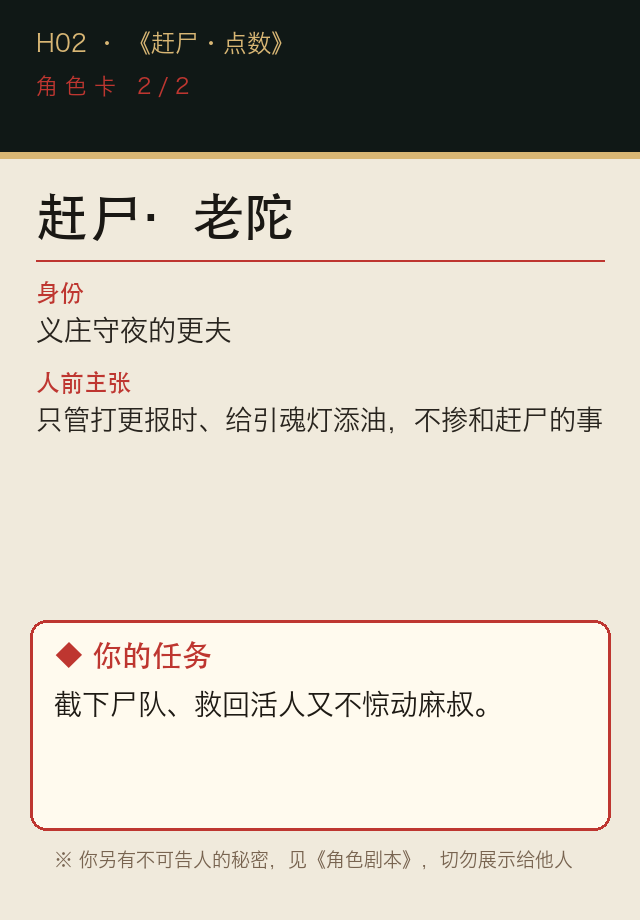 H02 · 《赶尸·点数》
角色卡 2/2
赶尸· 老陀
身份
义庄守夜的更夫
人前主张
只管打更报时、给引魂灯添油，不掺和赶尸的事
◆ 你的任务
截下尸队、救回活人又不惊动麻叔。
※ 你另有不可告人的秘密，见《角色剧本》，切勿展示给他人